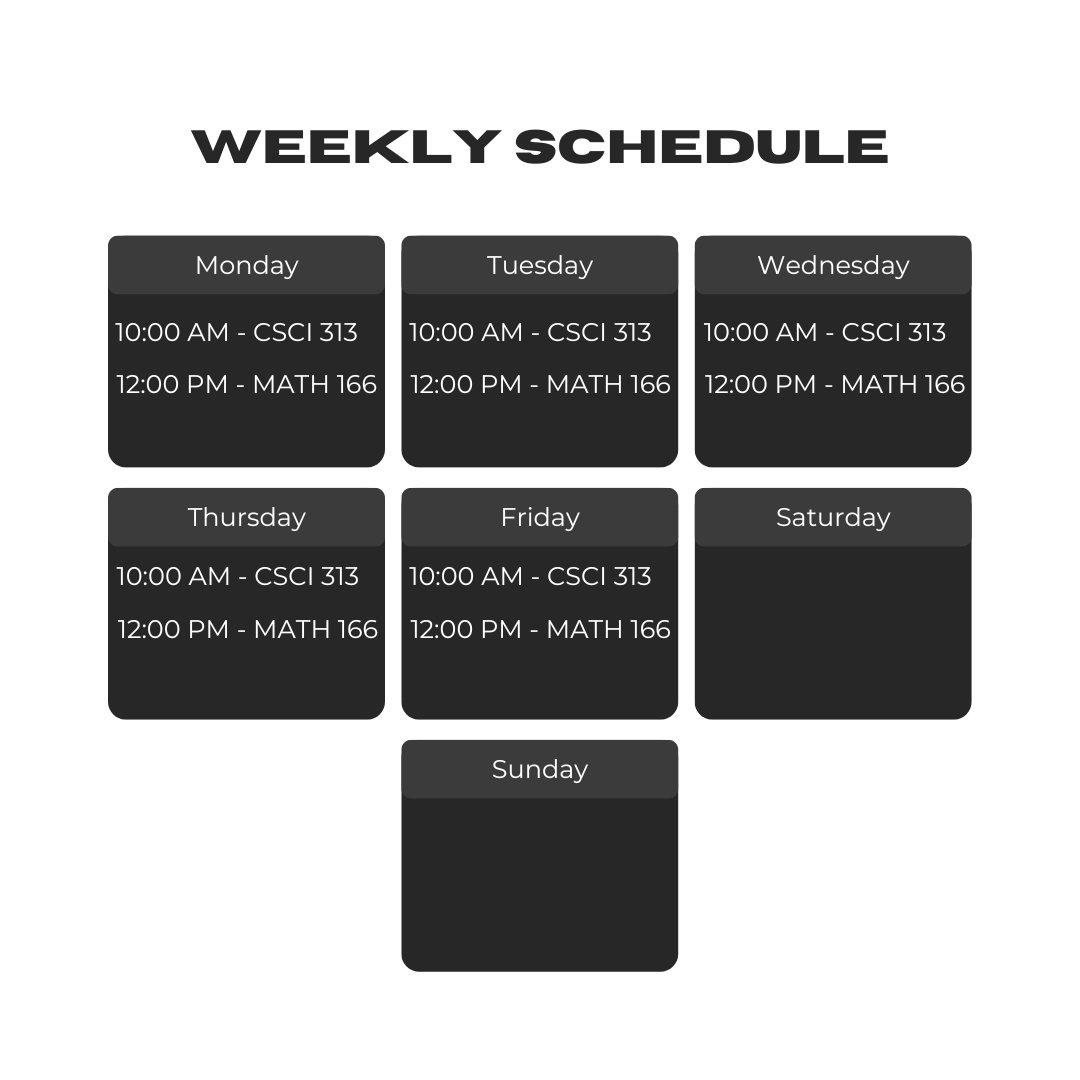 WEEKLY SCHEDULE
Monday
10:00 AM - CSCI 313
12:00 PM - MATH 166
Tuesday
10:00 AM - CSCI 313
12:00 PM - MATH 166
Wednesday
10:00 AM - CSCI 313
12:00 PM - MATH 166
Thursday
10:00 AM - CSCI 313
12:00 PM - MATH 166
Friday
10:00 AM - CSCI 313
12:00 PM - MATH 166
Saturday
Sunday